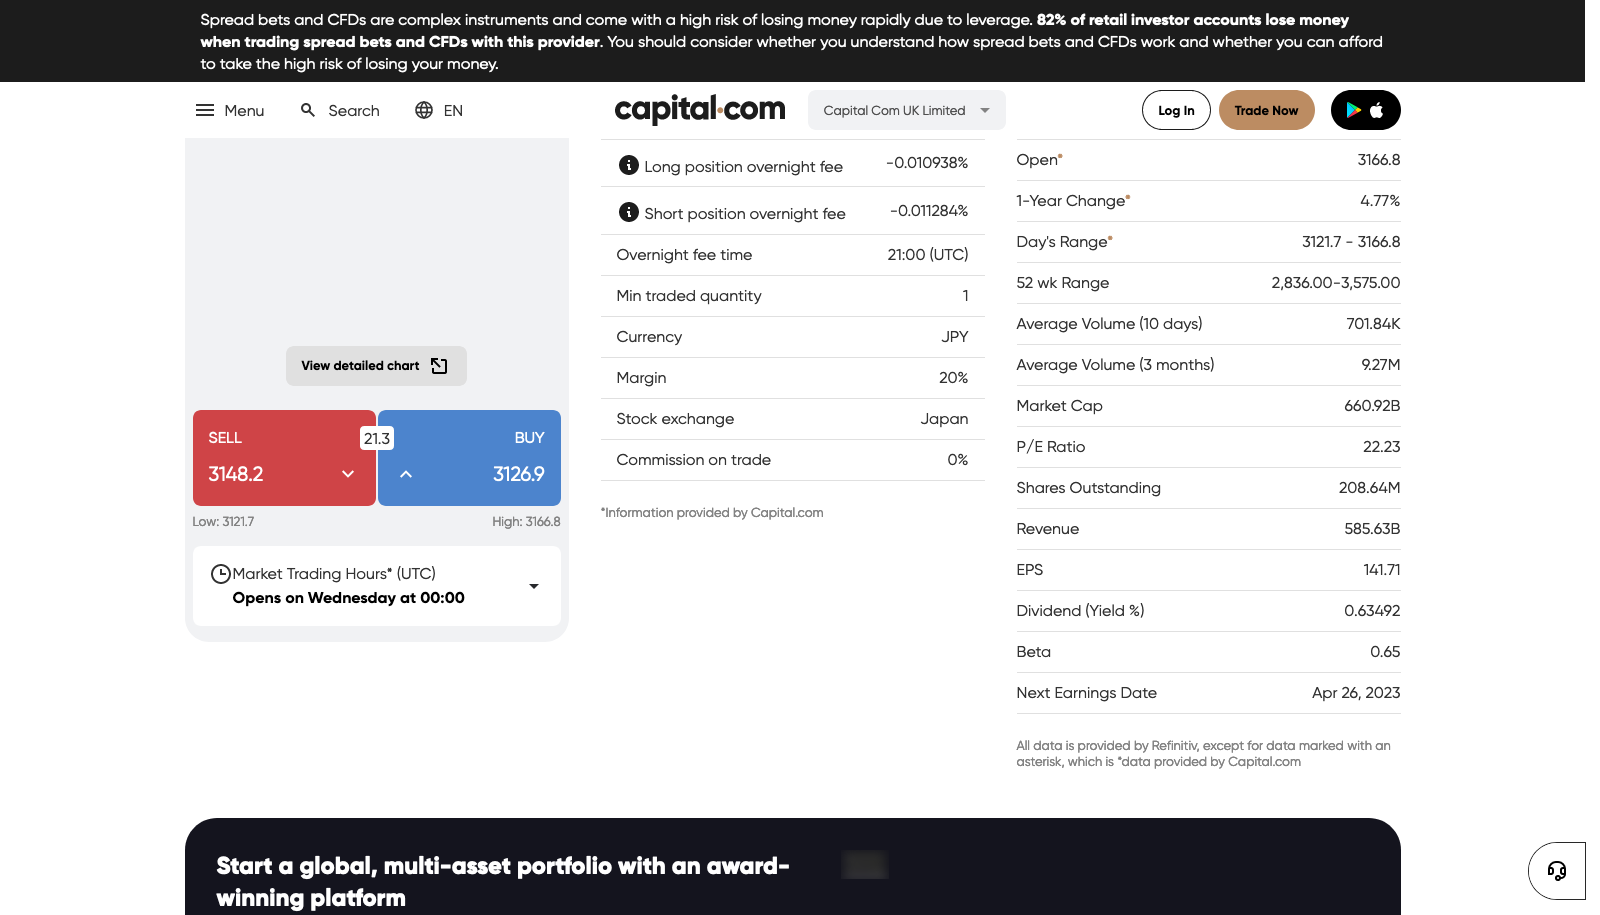 Spread bets and CFDs are complex instruments and come with a high risk of losing money rapidly due to leverage. 82% of retail investor accounts lose money
when trading spread bets and CFDs with this provider. You should consider whether you understand how spread bets and CFDs work and whether you can afford
to take the high risk of losing your money.
Menu Search EN capital.com Capital Com UK Limited Log In Trade Now
View detailed chart
SELL 21.3 BUY
3148.2 3126.9
Low: 3121.7 High: 3166.8
Market Trading Hours* (UTC)
Opens on Wednesday at 00:00
Long position overnight fee -0.010938%
Short position overnight fee -0.011284%
Overnight fee time 21:00 (UTC)
Min traded quantity 1
Currency JPY
Margin 20%
Stock exchange Japan
Commission on trade 0%
*Information provided by Capital.com
Open* 3166.8
1-Year Change* 4.77%
Day's Range* 3121.7 - 3166.8
52 wk Range 2,836.00-3,575.00
Average Volume (10 days) 701.84K
Average Volume (3 months) 9.27M
Market Cap 660.92B
P/E Ratio 22.23
Shares Outstanding 208.64M
Revenue 585.63B
EPS 141.71
Dividend (Yield %) 0.63492
Beta 0.65
Next Earnings Date Apr 26, 2023
All data is provided by Refinitiv, except for data marked with an
asterisk, which is *data provided by Capital.com
Start a global, multi-asset portfolio with an award-
winning platform